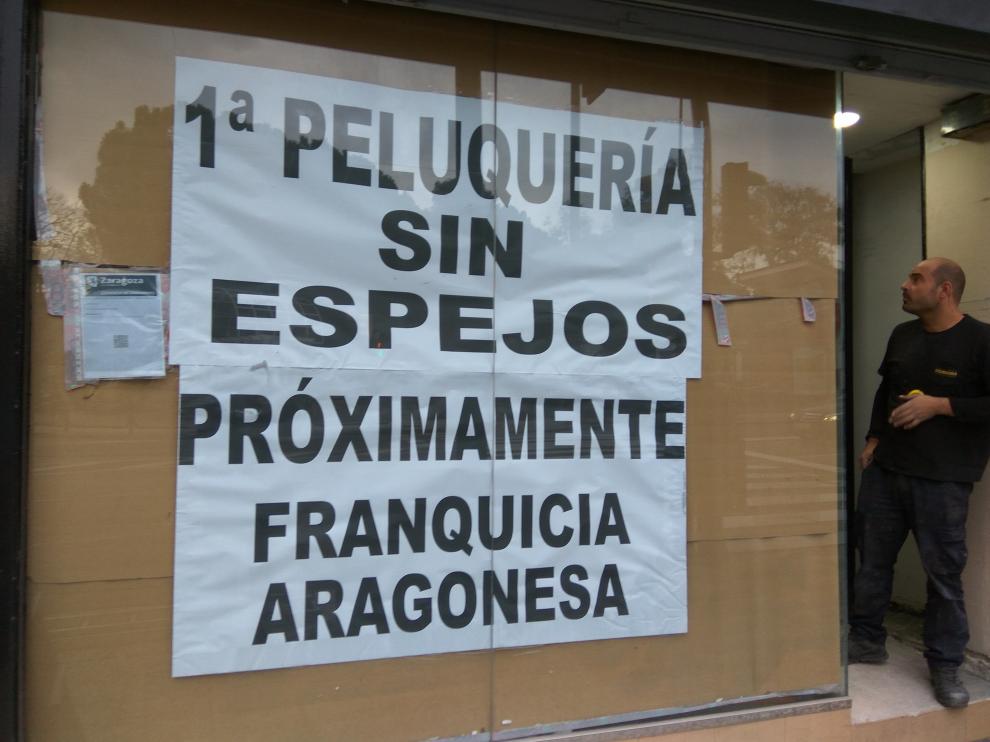 1ª PELUQUERÍA
SIN
ESPEJOS
PRÓXIMAMENTE
FRANQUICIA
ARAGONESA
Zaragoza